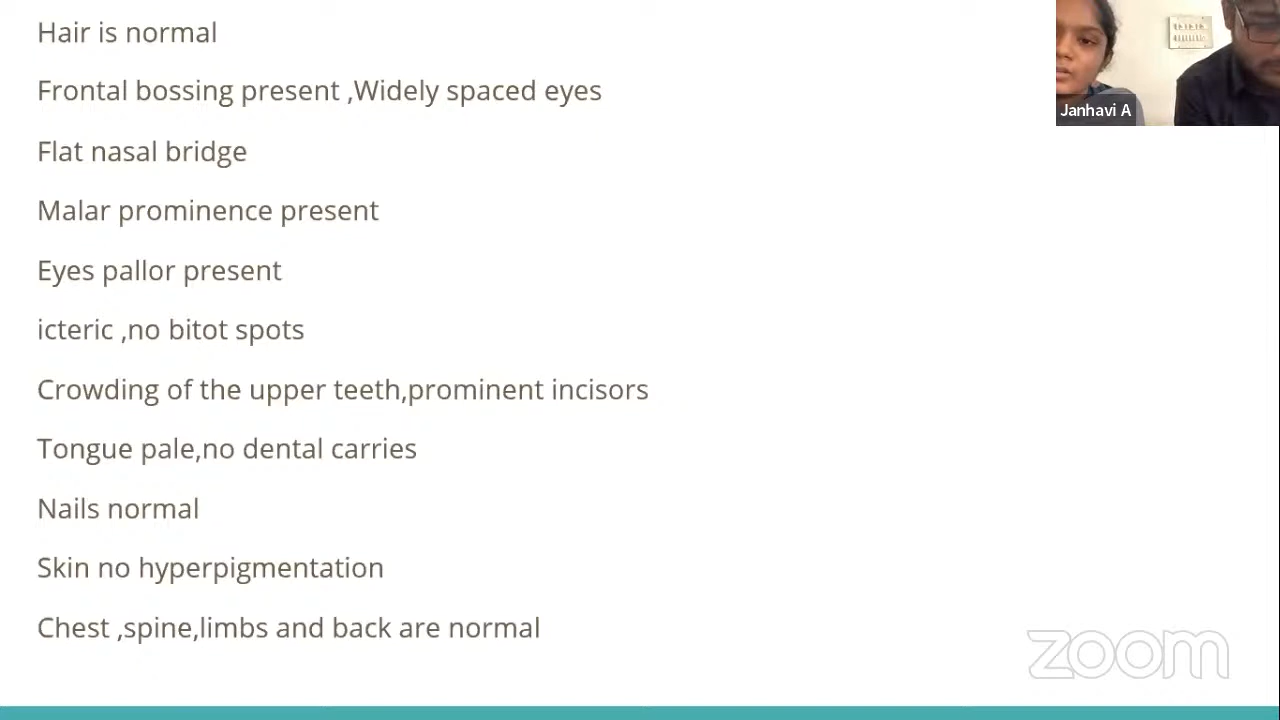 Hair is normal
Frontal bossing present ,Widely spaced eyes
Flat nasal bridge
Malar prominence present
Eyes pallor present
icteric ,no bitot spots
Crowding of the upper teeth,prominent incisors
Tongue pale,no dental carries
Nails normal
Skin no hyperpigmentation
Chest ,spine,limbs and back are normal
Janhavi A
zoom